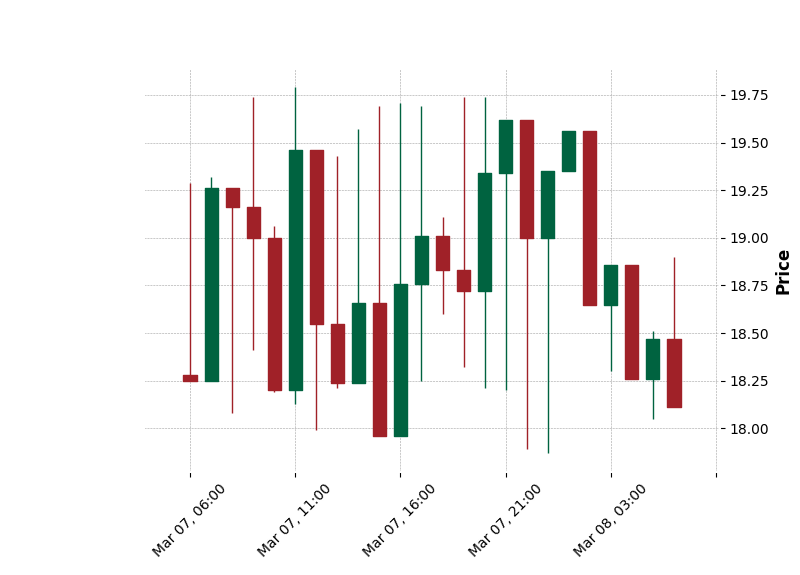 19.75
19.50
19.25
19.00
18.75
18.50
18.25
18.00
Price
Mar 07, 06:00
Mar 07, 11:00
Mar 07, 16:00
Mar 07, 21:00
Mar 08, 03:00